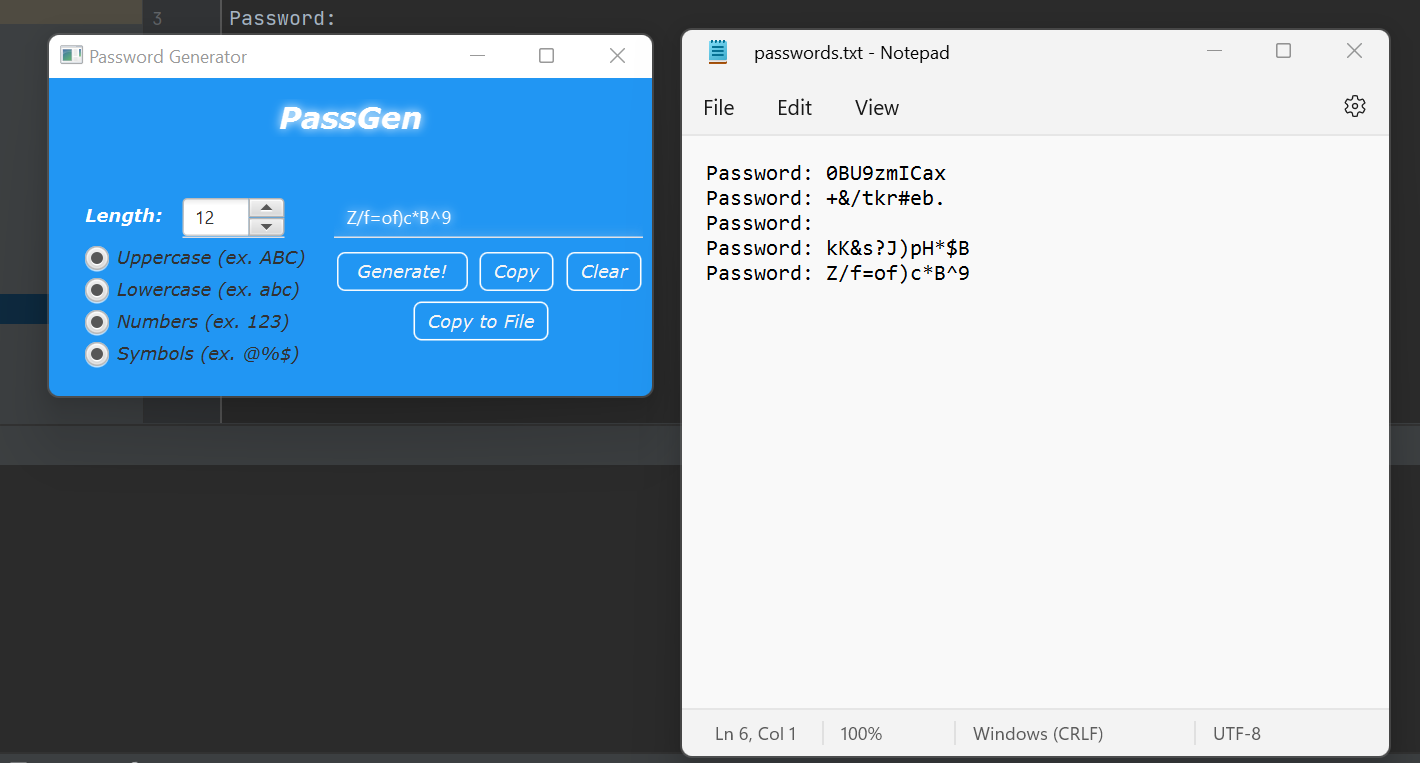 3 Password:
Password Generator
PassGen
Length: 12
Z/f=of)c*B^9
Uppercase (ex. ABC)
Lowercase (ex. abc)
Numbers (ex. 123)
Symbols (ex. @%$)
Generate! Copy Clear
Copy to File
passwords.txt - Notepad
File Edit View
Password: 0BU9zmICax
Password: +&/tkr#eb.
Password:
Password: kK&s?J)pH*$B
Password: Z/f=of)c*B^9
Ln 6, Col 1 100% Windows (CRLF) UTF-8